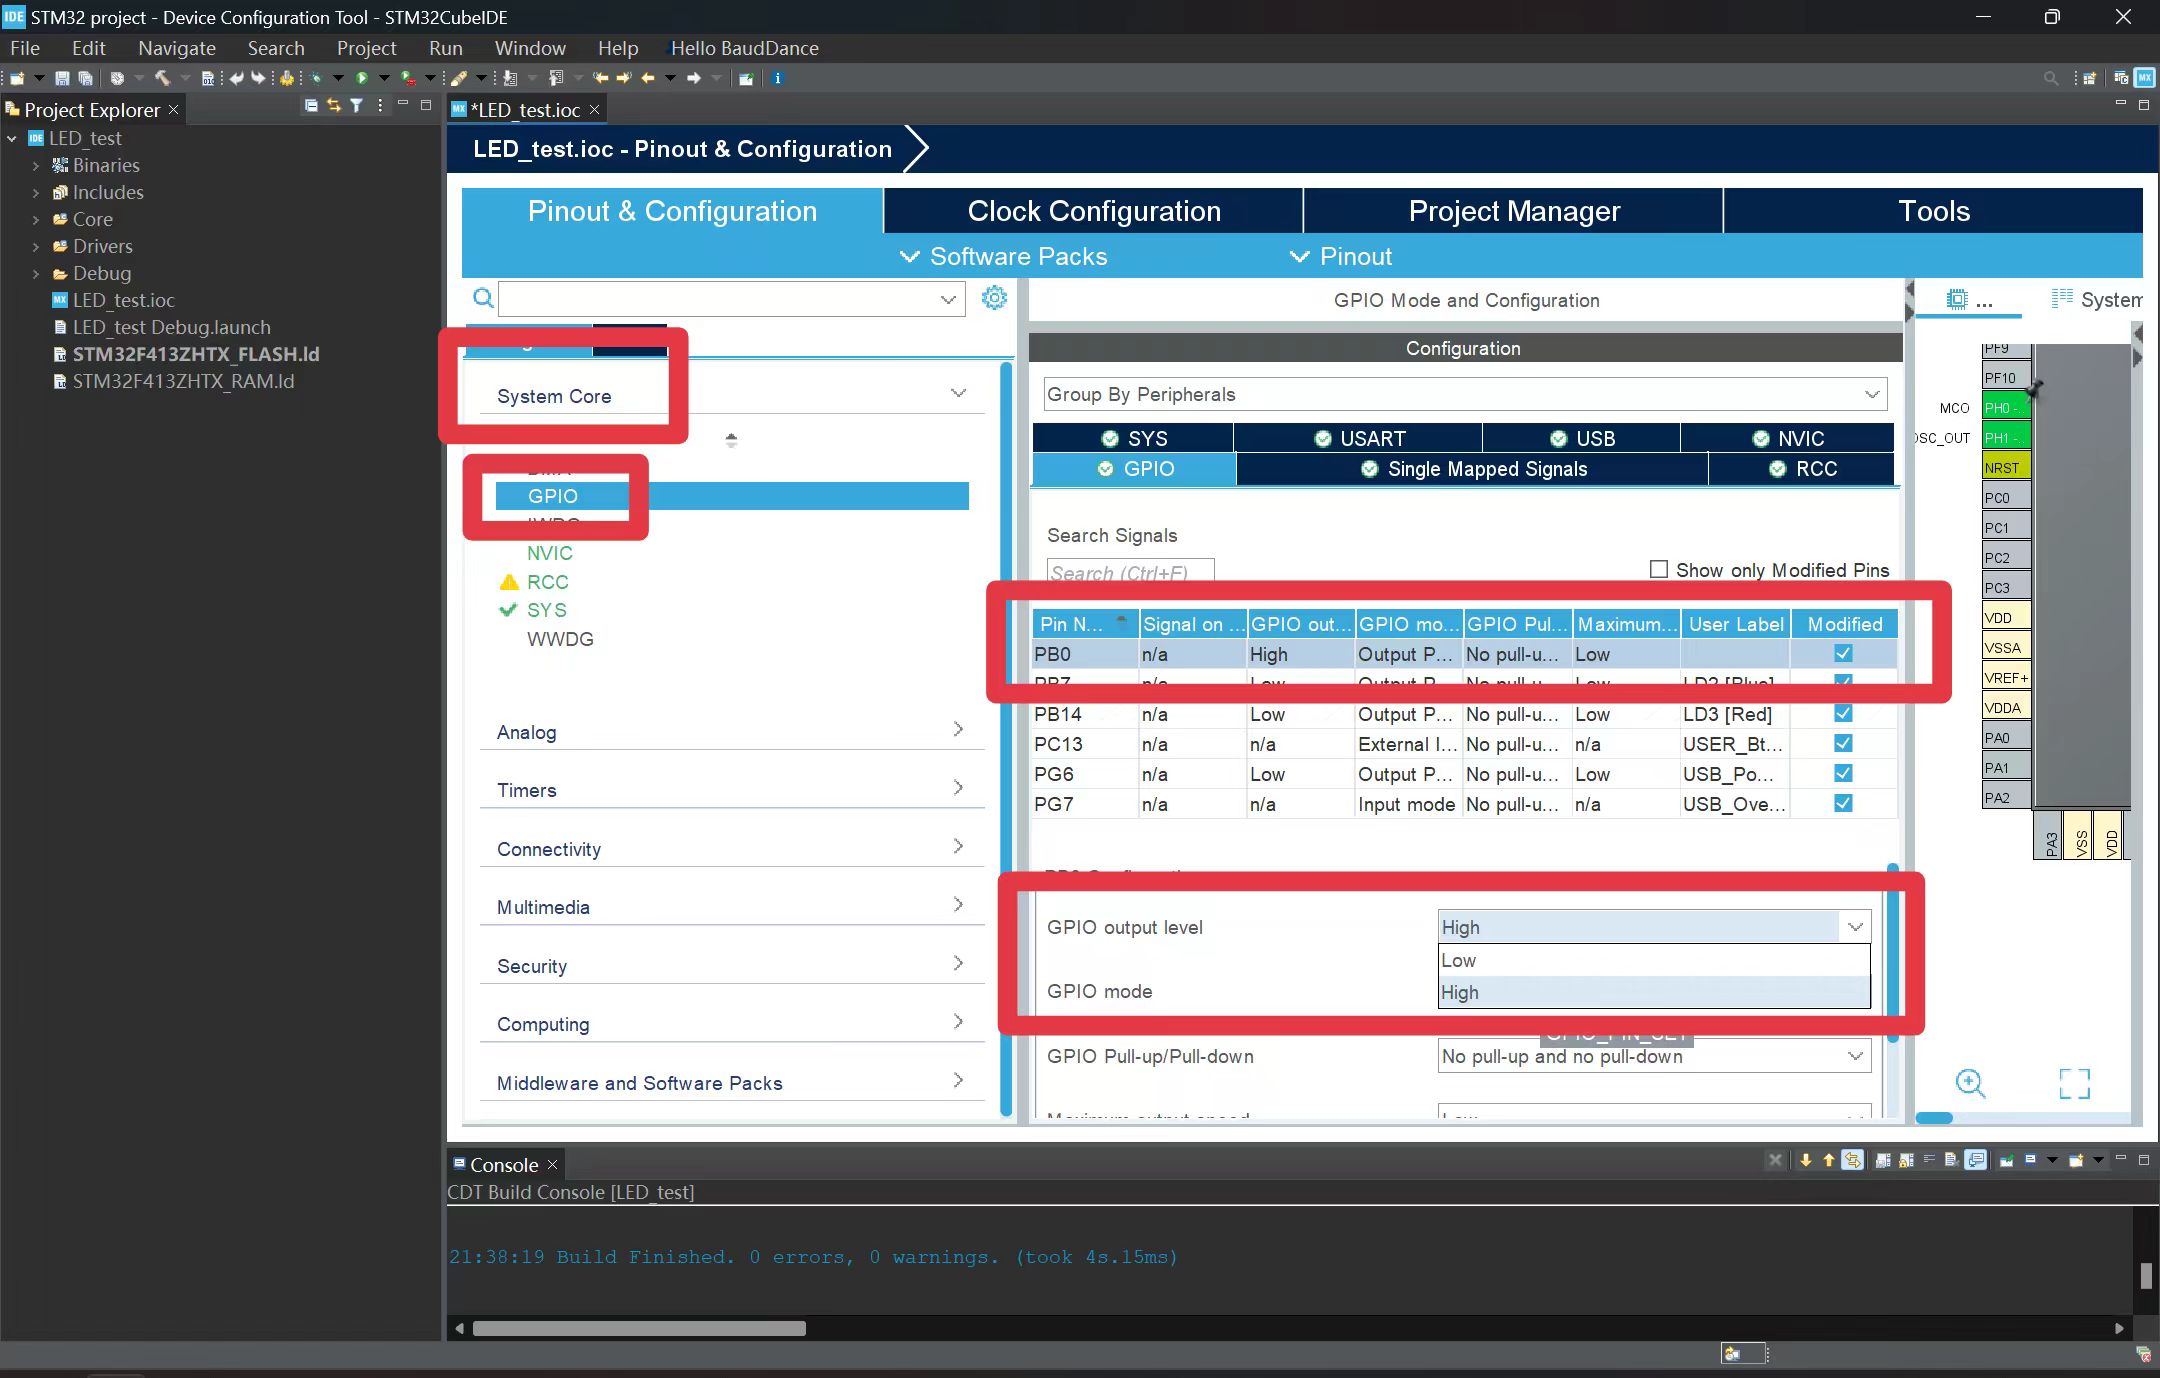 IDE STM32 project - Device Configuration Tool - STM32CubeIDE
File Edit Navigate Search Project Run Window Help Hello BaudDance
Project Explorer
LED_test
Binaries
Includes
Core
Drivers
Debug
LED_test.ioc
LED_test Debug.launch
STM32F413ZHTX_FLASH.ld
STM32F413ZHTX_RAM.ld
*LED_test.ioc
LED_test.ioc - Pinout & Configuration
Pinout & Configuration Clock Configuration Project Manager Tools
Software Packs Pinout
System Core
GPIO
NVIC
RCC
SYS
WWDG
Analog
Timers
Connectivity
Multimedia
Security
Computing
Middleware and Software Packs
GPIO Mode and Configuration
Configuration
Group By Peripherals
SYS USART USB NVIC
GPIO Single Mapped Signals RCC
Search Signals
Search (Ctrl+F)
Show only Modified Pins
Pin N... Signal on ... GPIO out... GPIO mo... GPIO Pul... Maximum... User Label Modified
PB0 n/a High Output P... No pull-u... Low
PB7 n/a Low Output P... No pull-u... Low LD2 [Blue]
PB14 n/a Low Output P... No pull-u... Low LD3 [Red]
PC13 n/a n/a External I... No pull-u... n/a USER_Bt...
PG6 n/a Low Output P... No pull-u... Low USB_Po...
PG7 n/a n/a Input mode No pull-u... n/a USB_Ove...
GPIO output level High
Low
High
GPIO mode
GPIO_PIN_SET
GPIO Pull-up/Pull-down No pull-up and no pull-down
Maximum output speed Low
... System
PF9
PF10
MCO PH0 -..
OSC_OUT PH1 -..
NRST
PC0
PC1
PC2
PC3
VDD
VSSA
VREF+
VDDA
PA0
PA1
PA2
PA3 VSS VDD
Console
CDT Build Console [LED_test]
21:38:19 Build Finished. 0 errors, 0 warnings. (took 4s.15ms)